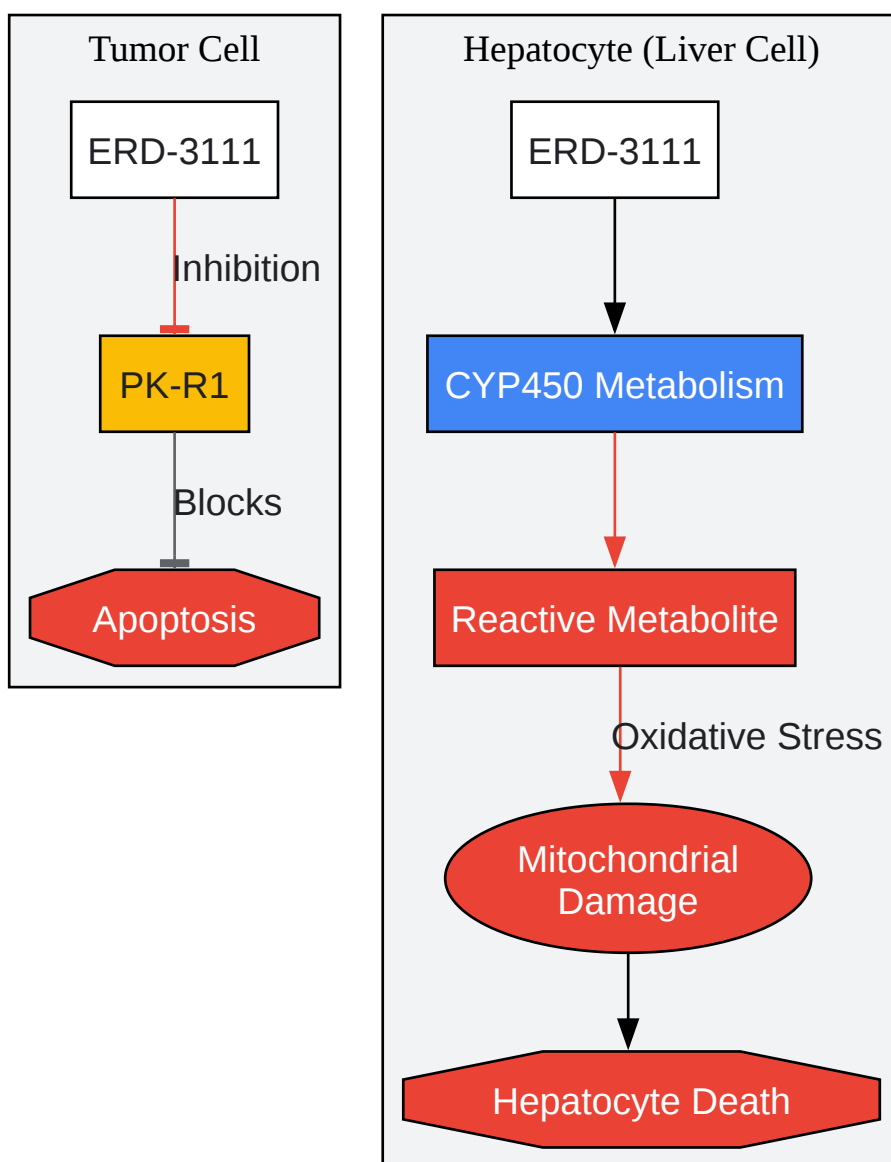 Tumor Cell
ERD-3111
Inhibition
PK-R1
Blocks
Apoptosis
Hepatocyte (Liver Cell)
ERD-3111
CYP450 Metabolism
Reactive Metabolite
Oxidative Stress
Mitochondrial
Damage
Hepatocyte Death